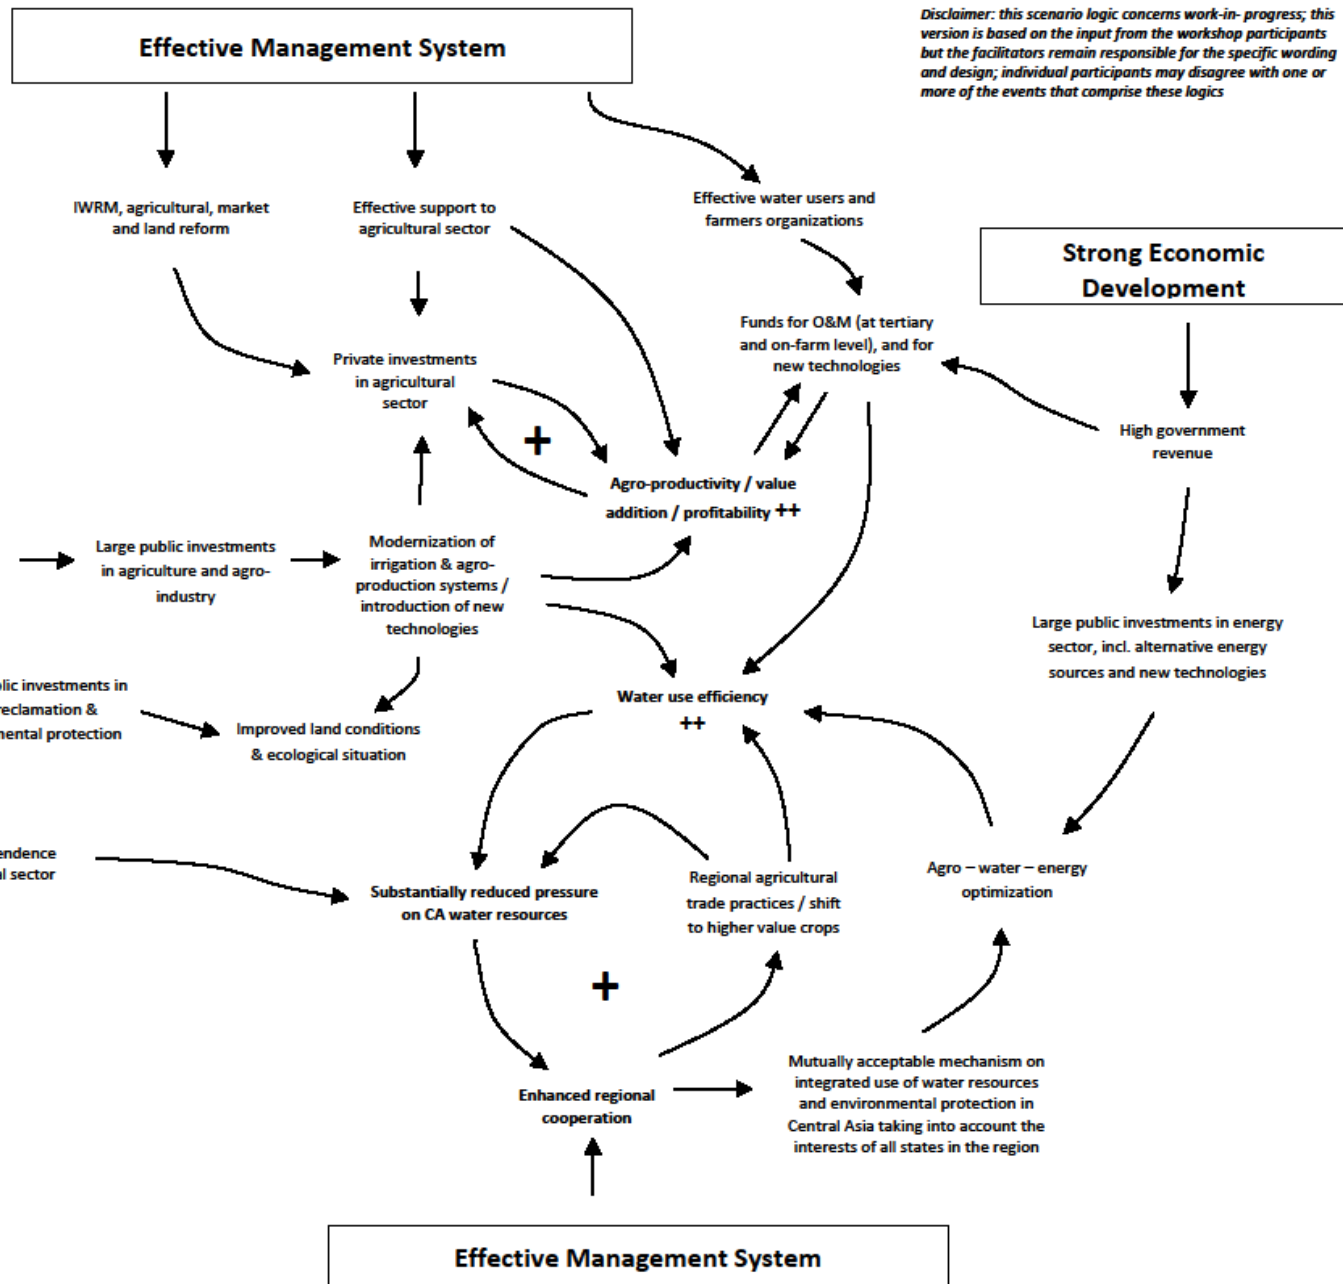 Disclaimer: this scenario logic concerns work-in- progress; this
version is based on the input from the workshop participants
but the facilitators remain responsible for the specific wording
and design; individual participants may disagree with one or
more of the events that comprise these logics
Effective Management System
IWRM, agricultural, market
and land reform
Effective support to
agricultural sector
Effective water users and
farmers organizations
Strong Economic
Development
Funds for O&M (at tertiary
and on-farm level), and for
new technologies
Private investments
in agricultural
sector
+
High government
revenue
Agro-productivity / value
addition / profitability ++
Large public investments
in agriculture and agro-
industry
Modernization of
irrigation & agro-
production systems /
introduction of new
technologies
Large public investments in energy
sector, incl. alternative energy
sources and new technologies
investments in
reclamation &
protection
Improved land conditions
& ecological situation
Water use efficiency
++
sector
Substantially reduced pressure
on CA water resources
Regional agricultural
trade practices / shift
to higher value crops
Agro – water – energy
optimization
+
Enhanced regional
cooperation
Mutually acceptable mechanism on
integrated use of water resources
and environmental protection in
Central Asia taking into account the
interests of all states in the region
Effective Management System